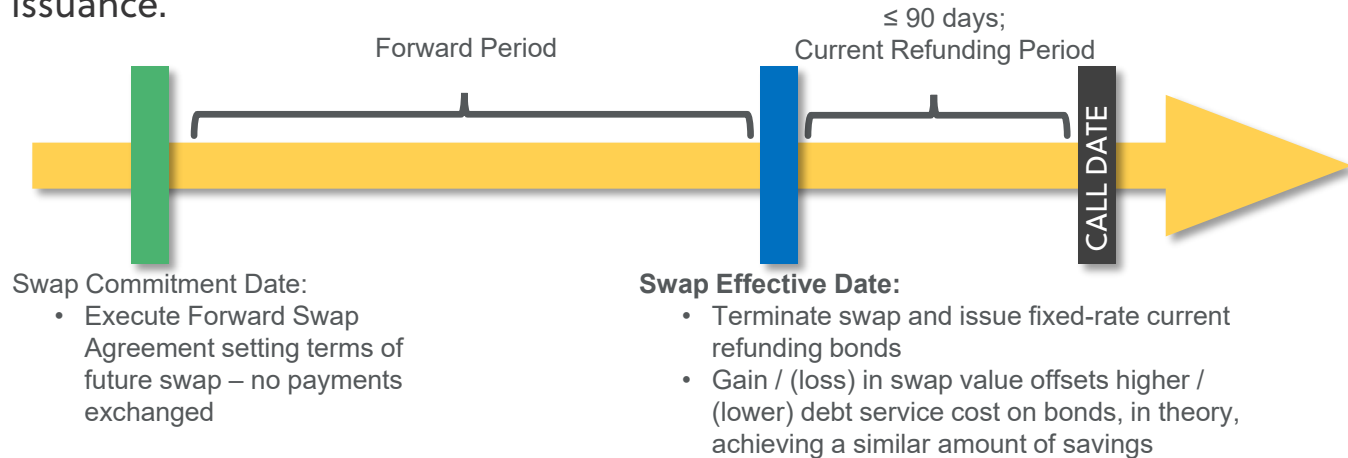 issuance.
≤ 90 days;
Forward Period
Current Refunding Period
CALL DATE
Swap Commitment Date:
• Execute Forward Swap
Agreement setting terms of
future swap – no payments
exchanged
Swap Effective Date:
• Terminate swap and issue fixed-rate current
refunding bonds
• Gain / (loss) in swap value offsets higher /
(lower) debt service cost on bonds, in theory,
achieving a similar amount of savings